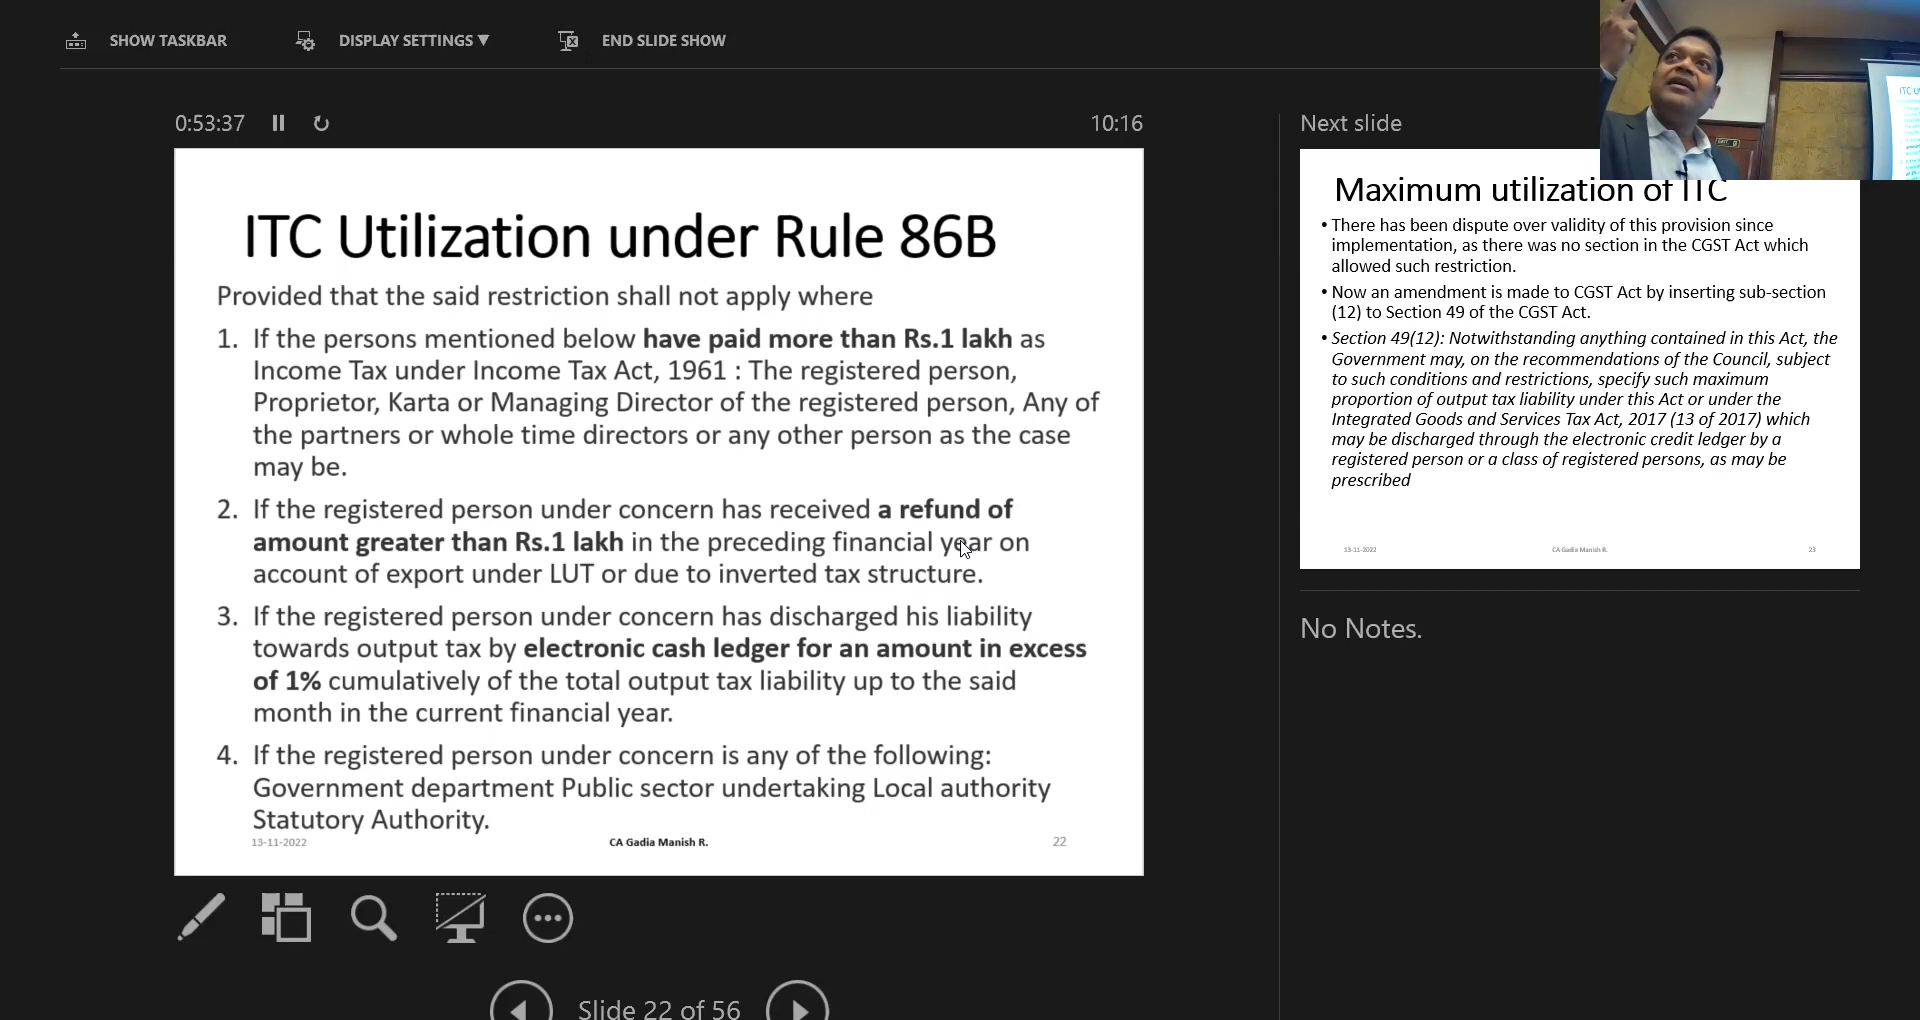 SHOW TASKBAR
DISPLAY SETTINGS ▼
END SLIDE SHOW
0:53:37
10:16
ITC Utilization under Rule 86B
Provided that the said restriction shall not apply where
1. If the persons mentioned below have paid more than Rs.1 lakh as
Income Tax under Income Tax Act, 1961 : The registered person,
Proprietor, Karta or Managing Director of the registered person, Any of
the partners or whole time directors or any other person as the case
may be.
2. If the registered person under concern has received a refund of
amount greater than Rs.1 lakh in the preceding financial year on
account of export under LUT or due to inverted tax structure.
3. If the registered person under concern has discharged his liability
towards output tax by electronic cash ledger for an amount in excess
of 1% cumulatively of the total output tax liability up to the said
month in the current financial year.
4. If the registered person under concern is any of the following:
Government department Public sector undertaking Local authority
Statutory Authority.
13-11-2022
CA Gadia Manish R.
22
Slide 22 of 56
Next slide
Maximum utilization of ITC
• There has been dispute over validity of this provision since
implementation, as there was no section in the CGST Act which
allowed such restriction.
• Now an amendment is made to CGST Act by inserting sub-section
(12) to Section 49 of the CGST Act.
• Section 49(12): Notwithstanding anything contained in this Act, the
Government may, on the recommendations of the Council, subject
to such conditions and restrictions, specify such maximum
proportion of output tax liability under this Act or under the
Integrated Goods and Services Tax Act, 2017 (13 of 2017) which
may be discharged through the electronic credit ledger by a
registered person or a class of registered persons, as may be
prescribed
13-11-2022
CA Gadia Manish R.
23
No Notes.